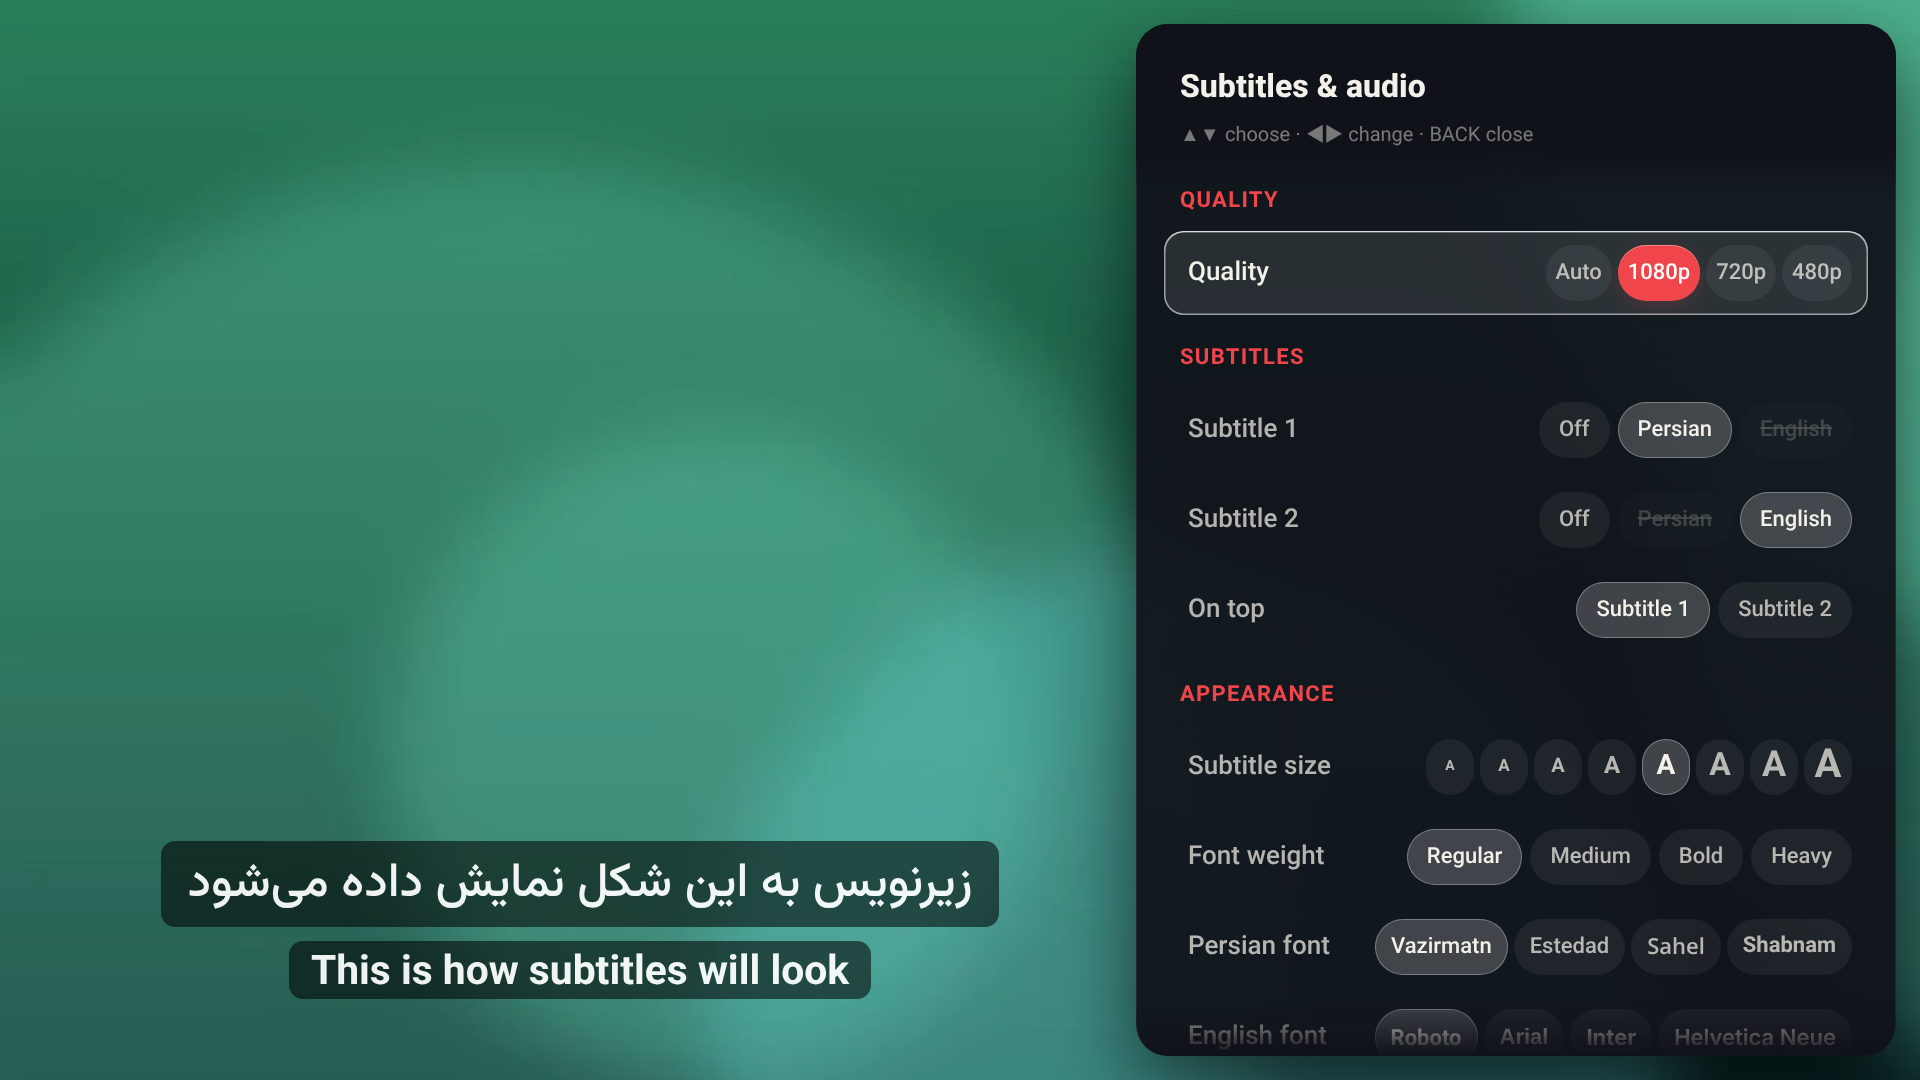 Subtitles & audio
▲▼ choose · ◀▶ change · BACK close
QUALITY
Quality Auto 1080p 720p 480p
SUBTITLES
Subtitle 1 Off Persian English
Subtitle 2 Off Persian English
On top Subtitle 1 Subtitle 2
APPEARANCE
Subtitle size A A A A A A A A
Font weight Regular Medium Bold Heavy
Persian font Vazirmatn Estedad Sahel Shabnam
English font Roboto Arial Inter Helvetica Neue
زیرنویس به این شکل نمایش داده می‌شود
This is how subtitles will look